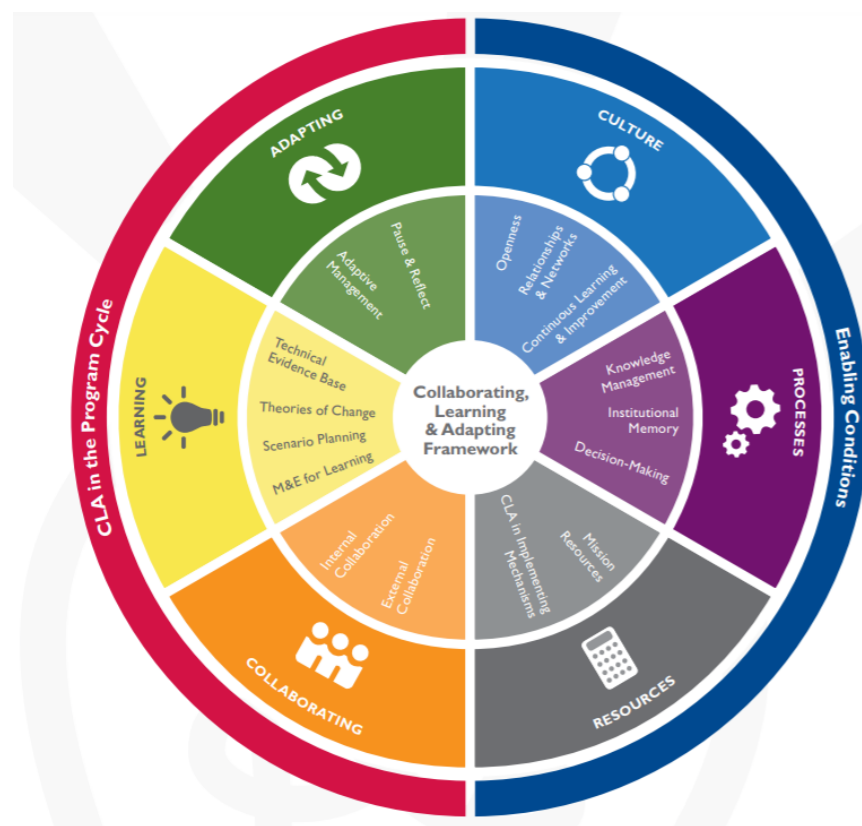 CLA in the Program Cycle
Enabling Conditions
ADAPTING
Adaptive
Management
Pause & Reflect
CULTURE
Openness
Relationships
& Networks
Continuous Learning
& Improvement
LEARNING
Technical
Evidence Base
Theories of Change
Scenario Planning
M&E for Learning
Collaborating,
Learning
& Adapting
Framework
PROCESSES
Knowledge
Management
Institutional
Memory
Decision-Making
COLLABORATING
Internal
Collaboration
External
Collaboration
RESOURCES
CLA in Implementing
Mechanisms
Mission
Resources